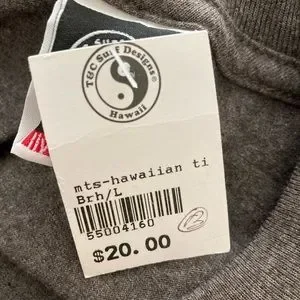 T&C Surf Designs®
Hawaii
mts-hawaiian ti
Brh/L
55004160
$20.00